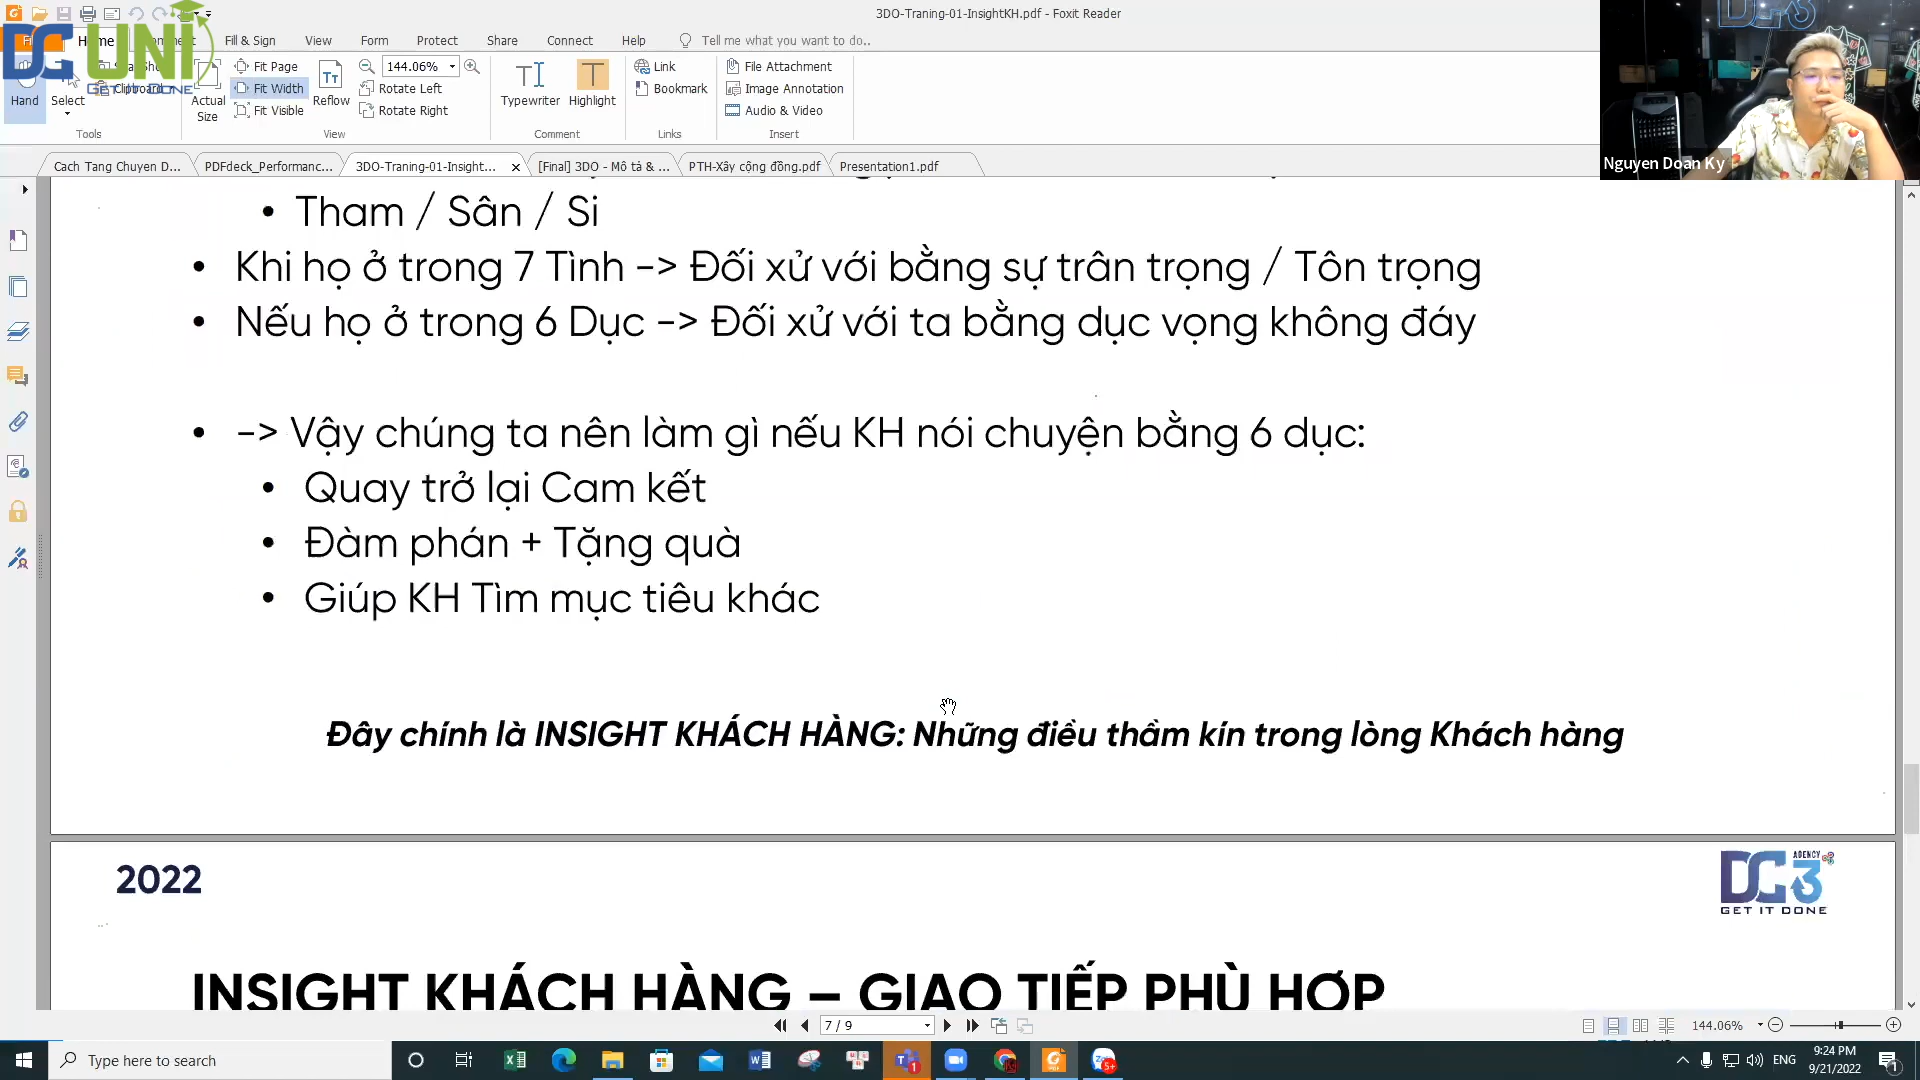 3DO-Traning-01-InsightKH.pdf - Foxit Reader
DC UNI
GET IT DONE
Home
Fill & Sign
View
Form
Protect
Share
Connect
Help
Tell me what you want to do..
Hand
Select
Clipboard
Actual Size
Fit Page
Fit Width
Fit Visible
Reflow
144.06%
Rotate Left
Rotate Right
Typewriter
Highlight
Link
Bookmark
File Attachment
Image Annotation
Audio & Video
Tools
View
Comment
Links
Insert
Nguyen Doan Ky
Cach Tang Chuyen D...
PDFdeck_Performanc...
3DO-Traning-01-Insight...
[Final] 3DO - Mô tả & ...
PTH-Xây cộng đồng.pdf
Presentation1.pdf
• Tham / Sân / Si
• Khi họ ở trong 7 Tình -> Đối xử với bằng sự trân trọng / Tôn trọng
• Nếu họ ở trong 6 Dục -> Đối xử với ta bằng dục vọng không đáy
• -> Vậy chúng ta nên làm gì nếu KH nói chuyện bằng 6 dục:
• Quay trở lại Cam kết
• Đàm phán + Tặng quà
• Giúp KH Tìm mục tiêu khác
Đây chính là INSIGHT KHÁCH HÀNG: Những điều thầm kín trong lòng Khách hàng
2022
DC3
AGENCY
GET IT DONE
INSIGHT KHÁCH HÀNG – GIAO TIẾP PHÙ HỢP
7 / 9
144.06%
Type here to search
ENG
9:24 PM
9/21/2022